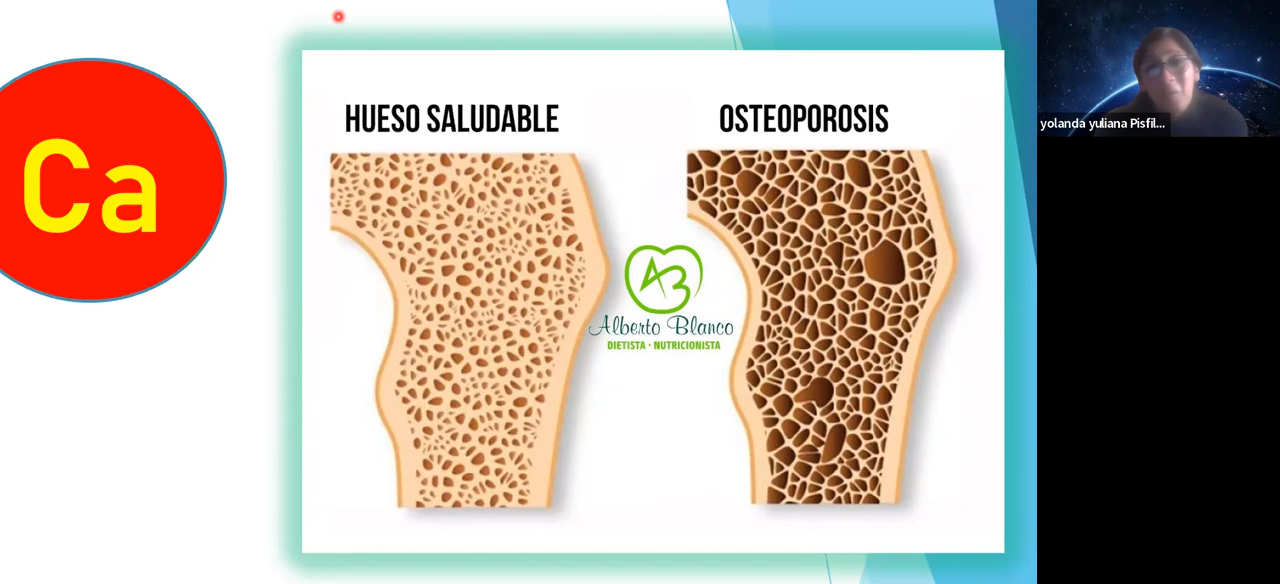 Ca
HUESO SALUDABLE
OSTEOPOROSIS
AB
Alberto Blanco
DIETISTA · NUTRICIONISTA
yolanda yuliana Pisfil...